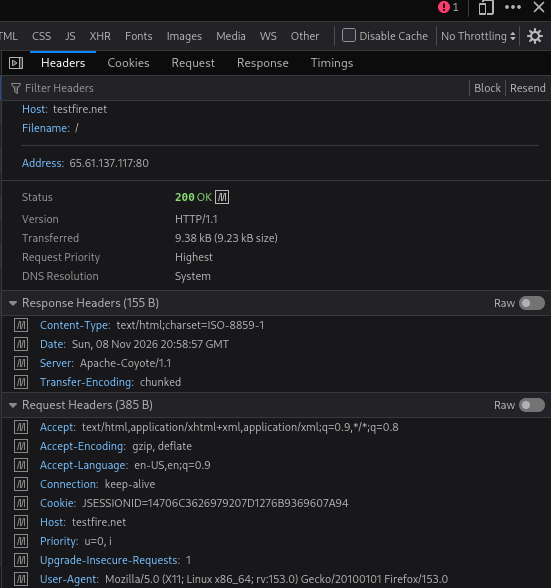 1
TML CSS JS XHR Fonts Images Media WS Other Disable Cache No Throttling
Headers Cookies Request Response Timings
Filter Headers Block Resend
Host: testfire.net
Filename: /
Address: 65.61.137.117:80
Status 200 OK
Version HTTP/1.1
Transferred 9.38 kB (9.23 kB size)
Request Priority Highest
DNS Resolution System
Response Headers (155 B) Raw
Content-Type: text/html;charset=ISO-8859-1
Date: Sun, 08 Nov 2026 20:58:57 GMT
Server: Apache-Coyote/1.1
Transfer-Encoding: chunked
Request Headers (385 B) Raw
Accept: text/html,application/xhtml+xml,application/xml;q=0.9,*/*;q=0.8
Accept-Encoding: gzip, deflate
Accept-Language: en-US,en;q=0.9
Connection: keep-alive
Cookie: JSESSIONID=14706C3626979207D1276B9369607A94
Host: testfire.net
Priority: u=0, i
Upgrade-Insecure-Requests: 1
User-Agent: Mozilla/5.0 (X11; Linux x86_64; rv:153.0) Gecko/20100101 Firefox/153.0